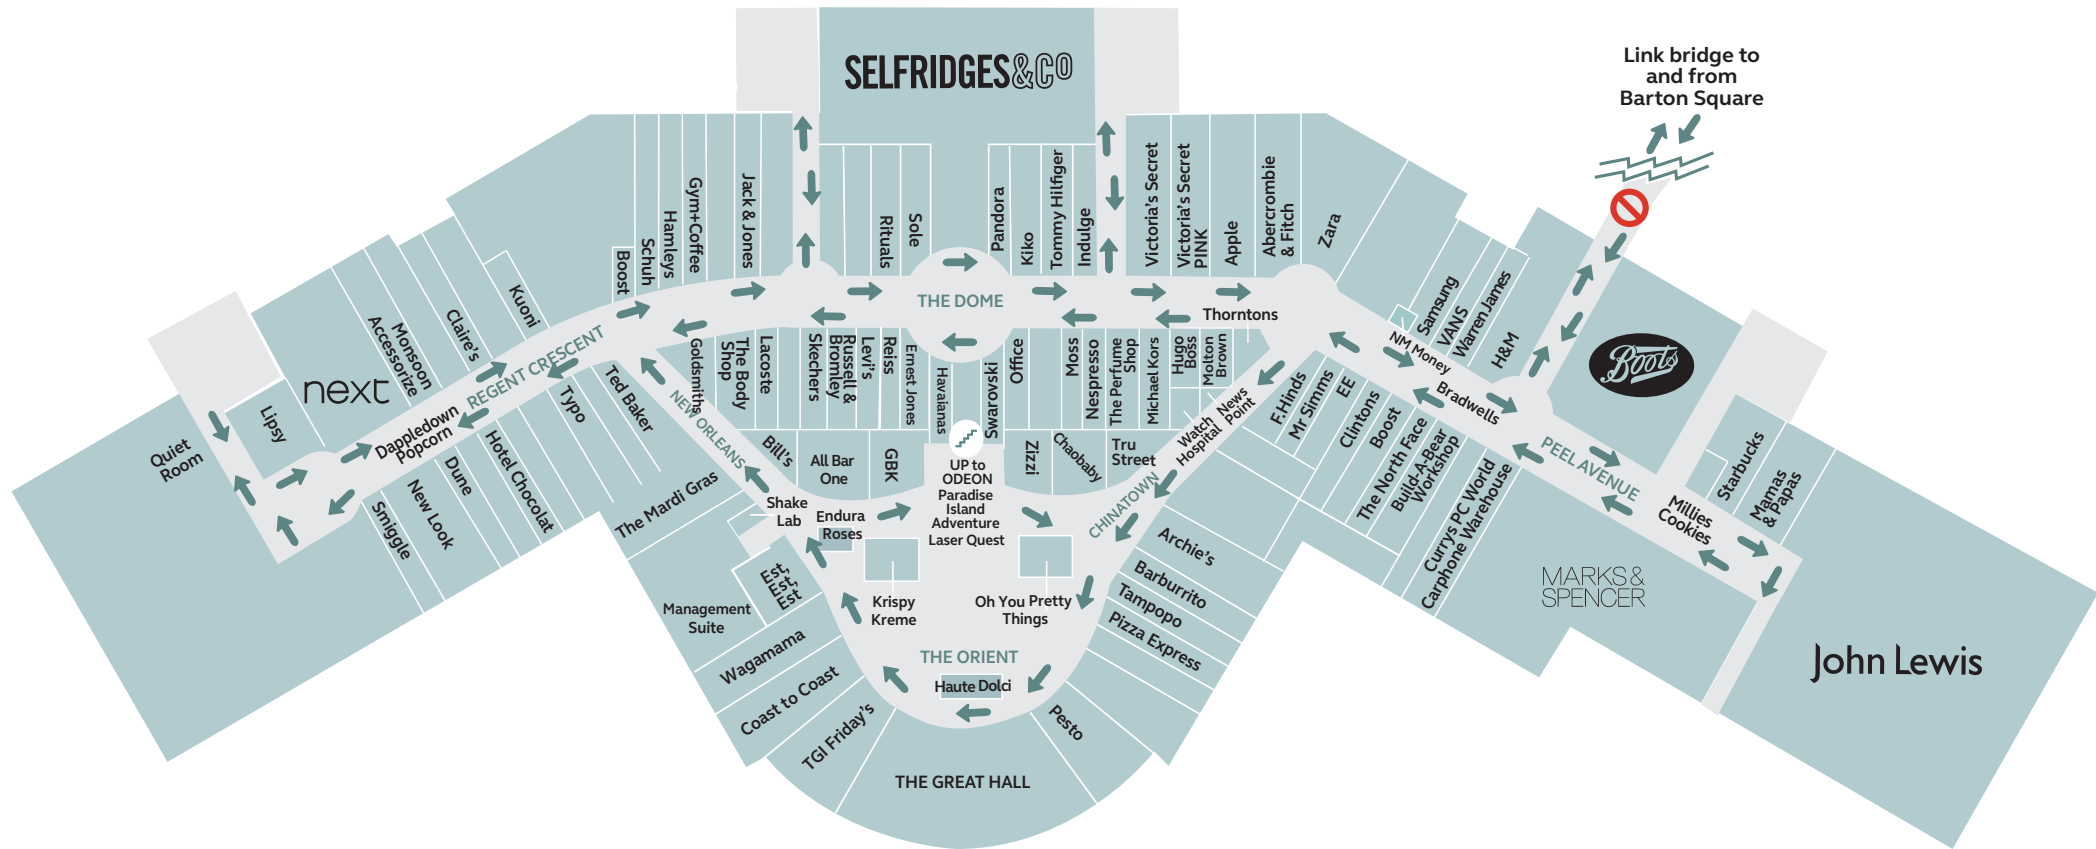 SELFRIDGES&CO
Link bridge to
and from
Barton Square
Quiet
Room
Lipsy
next
Monsoon
Accessorize
Claire's
Kuoni
Boost
Schuh
Hamleys
Gym+Coffee
Jack & Jones
Rituals
Sole
Pandora
Kiko
Tommy Hilfiger
Indulge
Victoria's Secret
Victoria's Secret
PINK
Apple
Abercrombie
& Fitch
Zara
Samsung
VANS
Warren James
H&M
Boots
Starbucks
Mamas
& Papas
John Lewis
MARKS&
SPENCER
REGENT CRESCENT
Dappledown
Popcorn
THE DOME
Thorntons
NM Money
Bradwells
PEEL AVENUE
Millies
Cookies
Smiggle
New Look
Dune
Hotel Chocolat
Typo
Ted Baker
NEW ORLEANS
Goldsmiths
The Body
Shop
Lacoste
Skechers
Russell &
Bromley
Levi's
Reiss
Ernest Jones
Havaianas
Swarovski
Office
Moss
Nespresso
The Perfume
Shop
Michael Kors
Hugo
Boss
Molton
Brown
Watch
Hospital
News
Point
F.Hinds
Mr Simms
EE
Clintons
Boost
The North Face
Build-A-Bear
Workshop
Currys PC World
Carphone Warehouse
The Mardi Gras
Bill's
All Bar
One
GBK
UP to
ODEON
Paradise
Island
Adventure
Laser Quest
Zizzi
Chaobaby
Tru
Street
CHINATOWN
Shake
Lab
Endura
Roses
Krispy
Kreme
Oh You Pretty
Things
Est,
Est,
Est
Management
Suite
Wagamama
Coast to Coast
TGI Friday's
THE ORIENT
Haute Dolci
THE GREAT HALL
Pesto
Archie's
Barburrito
Tampopo
Pizza Express